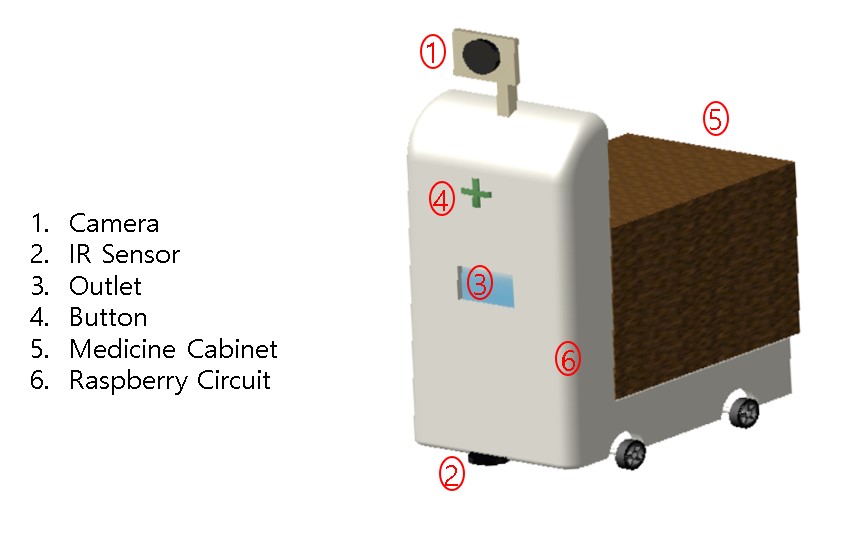 1. Camera
2. IR Sensor
3. Outlet
4. Button
5. Medicine Cabinet
6. Raspberry Circuit
①
⑤
④
③
⑥
②